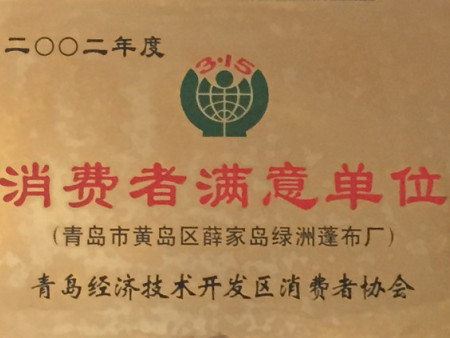 二〇〇二年度
3·15
消费者满意单位
（青岛市黄岛区薛家岛绿洲蓬布厂）
青岛经济技术开发区消费者协会